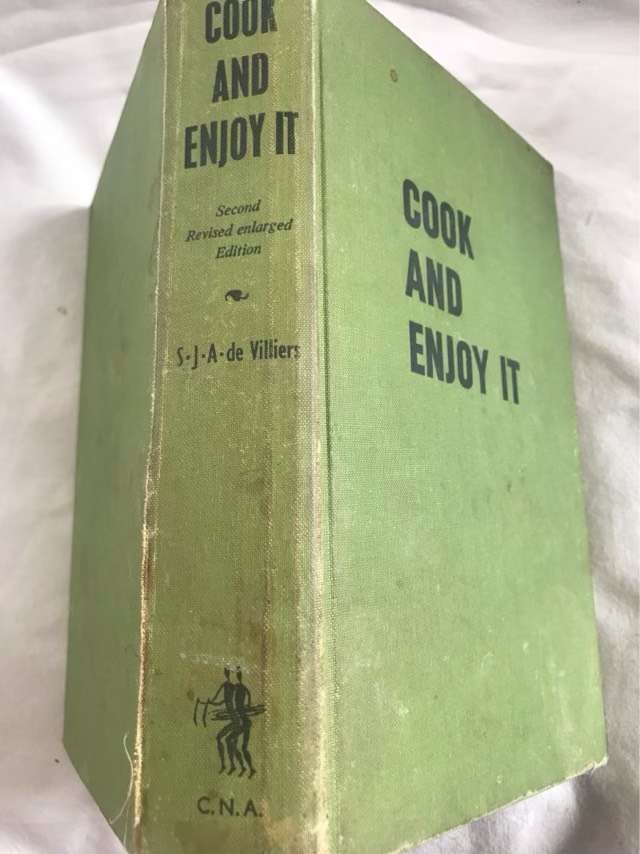 COOK
AND
ENJOY IT
Second
Revised enlarged
Edition
S·J·A·de Villiers
C.N.A.
COOK
AND
ENJOY IT